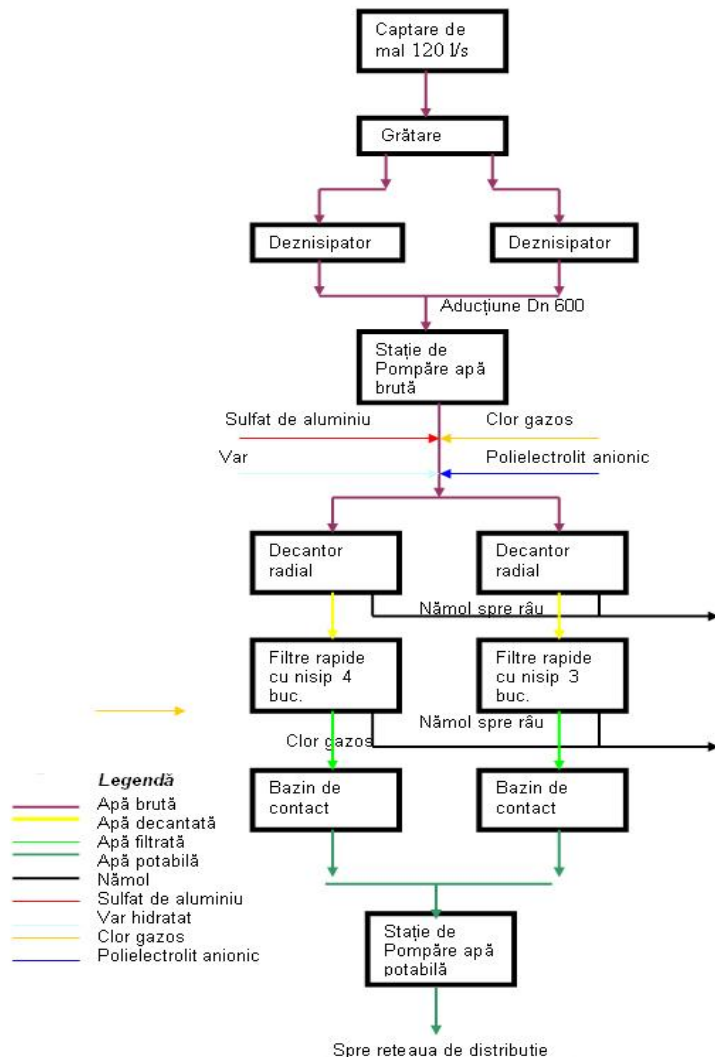 Captare de
mal 120 l/s
Grătare
Deznisipator
Deznisipator
Aducțiune Dn 600
Stație de
Pompăre apă
brută
Sulfat de aluminiu
Clor gazos
Var
Polielectrolit anionic
Decantor
radial
Decantor
radial
Nămol spre râu
Filtre rapide
cu nisip 4
buc.
Filtre rapide
cu nisip 3
buc.
Nămol spre râu
Clor gazos
Bazin de
contact
Bazin de
contact
Legendă
Apă brută
Apă decantată
Apă filtrată
Apă potabilă
Nămol
Sulfat de aluminiu
Var hidratat
Clor gazos
Polielectrolit anionic
Stație de
Pompăre apă
potabilă
Spre reteaua de distributie